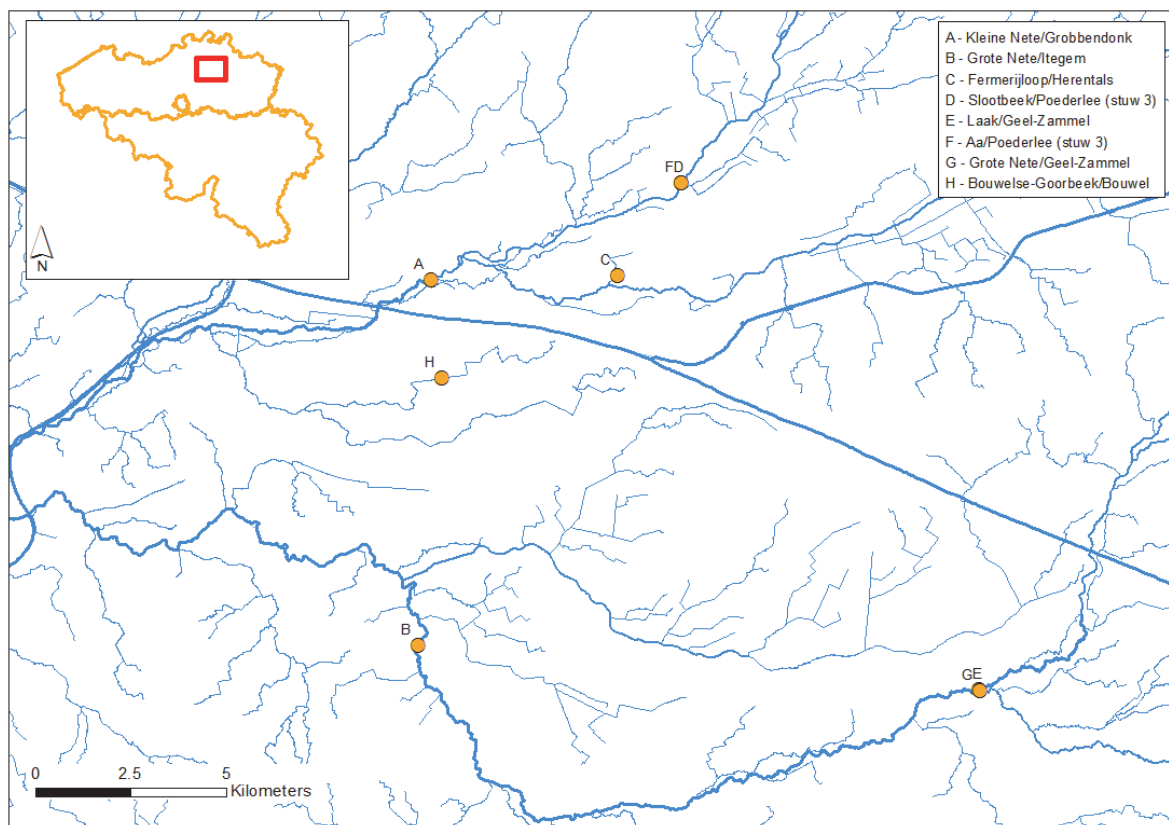 A - Kleine Nete/Grobbendonk
B - Grote Nete/Itegem
C - Fermerijloop/Herentals
D - Slootbeek/Poederlee (stuw 3)
E - Laak/Geel-Zammel
F - Aa/Poederlee (stuw 3)
G - Grote Nete/Geel-Zammel
H - Bouwelse-Goorbeek/Bouwel
N
FD
A
C
H
B
GE
0 2.5 5
Kilometers